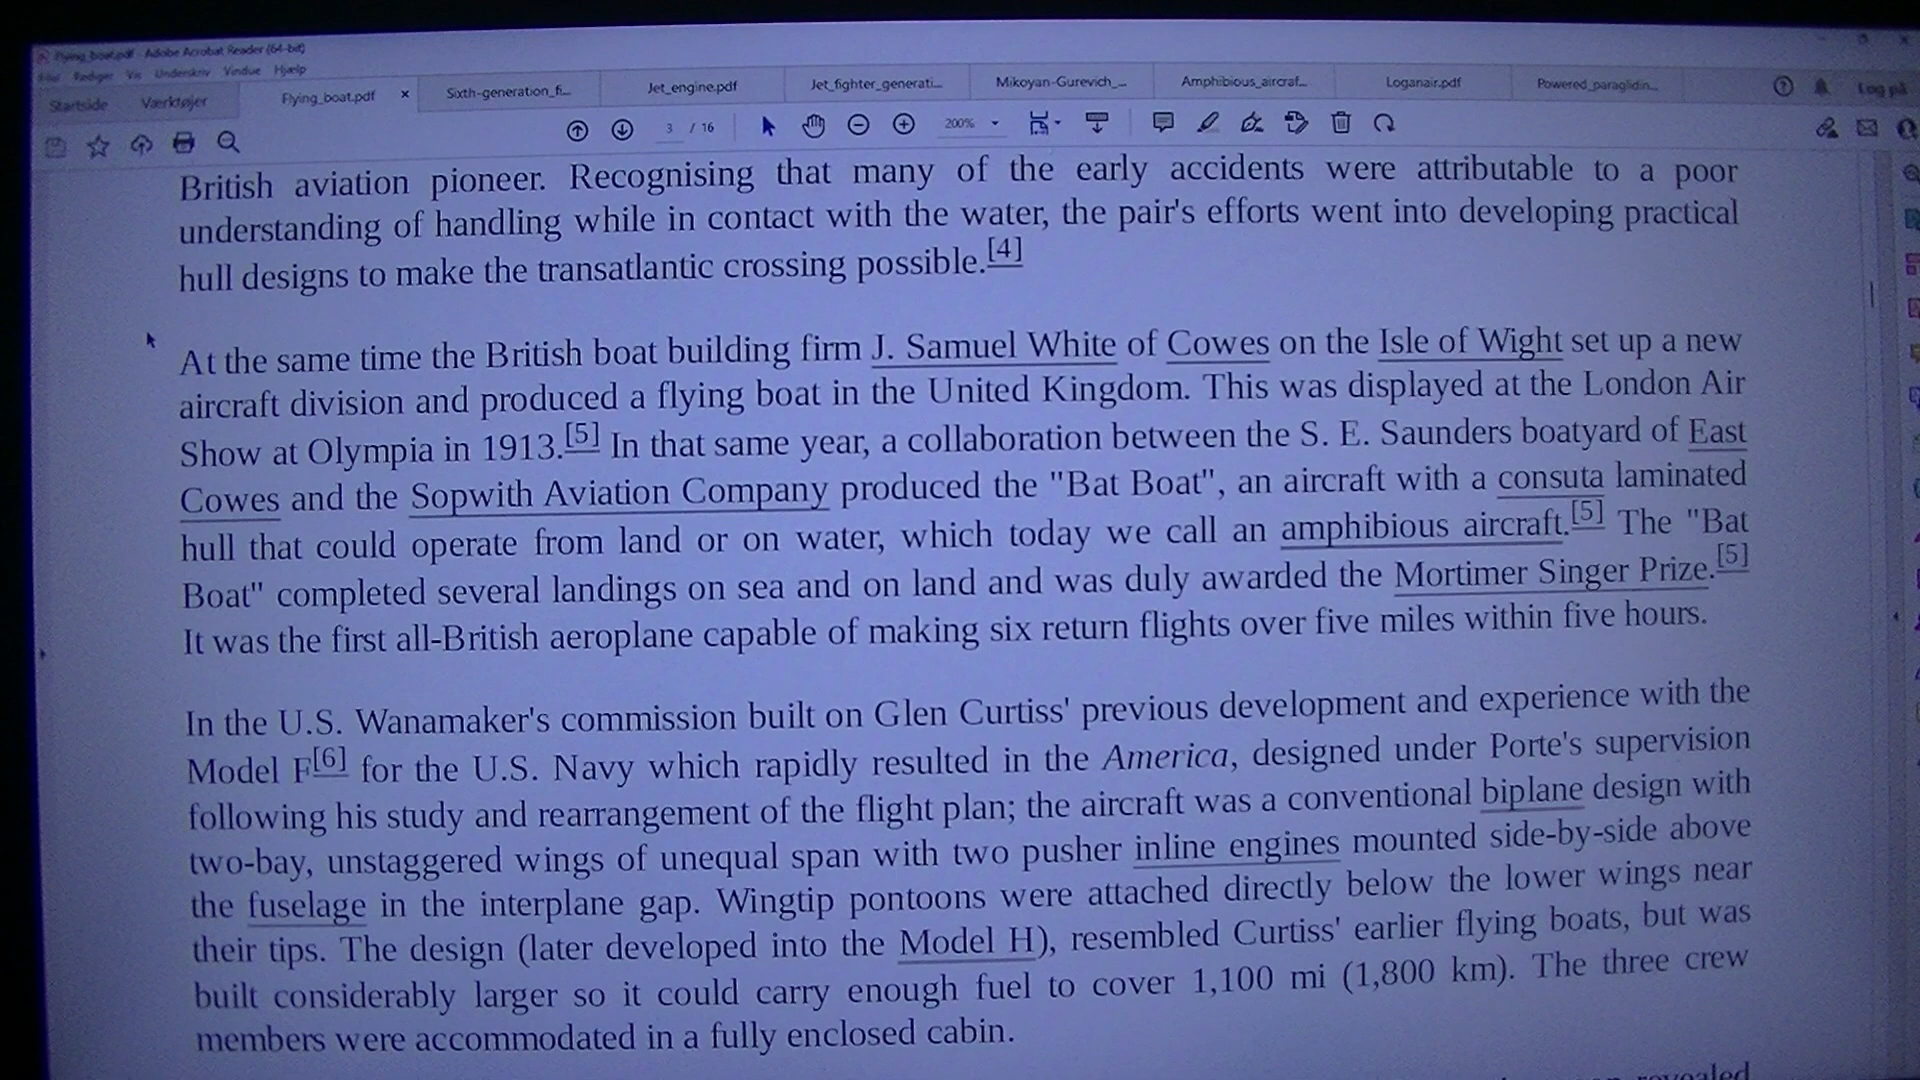 Flying_boat.pdf - Adobe Acrobat Reader (64-bit)
Filer Rediger Vis Underskriv Vindue Hjælp
Startside Værktøjer Flying_boat.pdf × Sixth-generation_fi... Jet_engine.pdf Jet_fighter_generati... Mikoyan-Gurevich_... Amphibious_aircraf... Loganair.pdf Powered_paraglidin... Log på
3 / 16 200%
British aviation pioneer. Recognising that many of the early accidents were attributable to a poor
understanding of handling while in contact with the water, the pair's efforts went into developing practical
hull designs to make the transatlantic crossing possible.[4]
At the same time the British boat building firm J. Samuel White of Cowes on the Isle of Wight set up a new
aircraft division and produced a flying boat in the United Kingdom. This was displayed at the London Air
Show at Olympia in 1913.[5] In that same year, a collaboration between the S. E. Saunders boatyard of East
Cowes and the Sopwith Aviation Company produced the "Bat Boat", an aircraft with a consuta laminated
hull that could operate from land or on water, which today we call an amphibious aircraft.[5] The "Bat
Boat" completed several landings on sea and on land and was duly awarded the Mortimer Singer Prize.[5]
It was the first all-British aeroplane capable of making six return flights over five miles within five hours.
In the U.S. Wanamaker's commission built on Glen Curtiss' previous development and experience with the
Model F[6] for the U.S. Navy which rapidly resulted in the America, designed under Porte's supervision
following his study and rearrangement of the flight plan; the aircraft was a conventional biplane design with
two-bay, unstaggered wings of unequal span with two pusher inline engines mounted side-by-side above
the fuselage in the interplane gap. Wingtip pontoons were attached directly below the lower wings near
their tips. The design (later developed into the Model H), resembled Curtiss' earlier flying boats, but was
built considerably larger so it could carry enough fuel to cover 1,100 mi (1,800 km). The three crew
members were accommodated in a fully enclosed cabin.
revealed